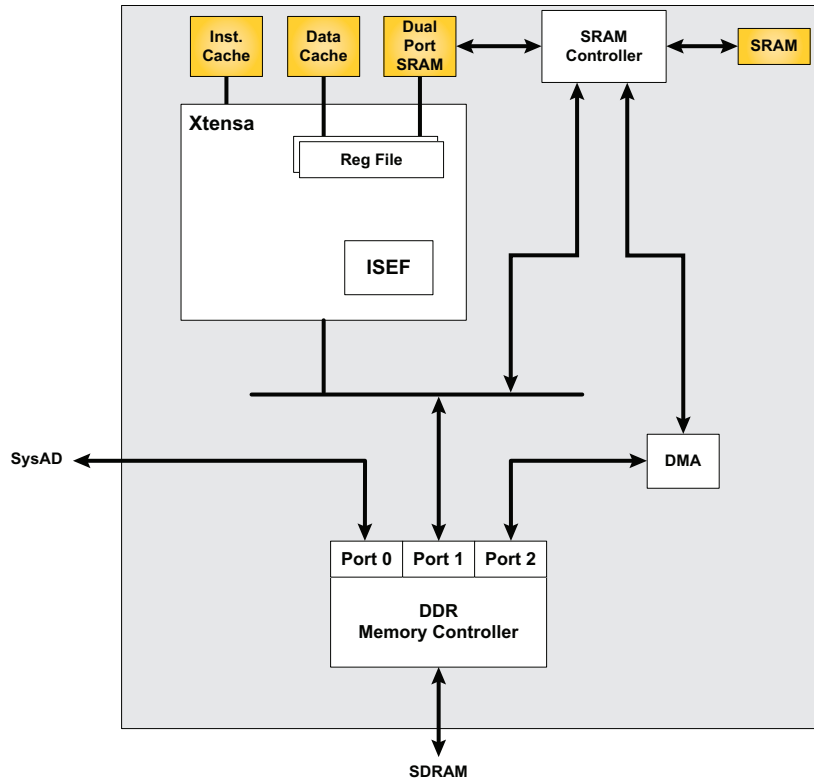 Inst.
Cache
Data
Cache
Dual
Port
SRAM
SRAM
Controller
SRAM
Xtensa
Reg File
ISEF
SysAD
DMA
Port 0
Port 1
Port 2
DDR
Memory Controller
SDRAM